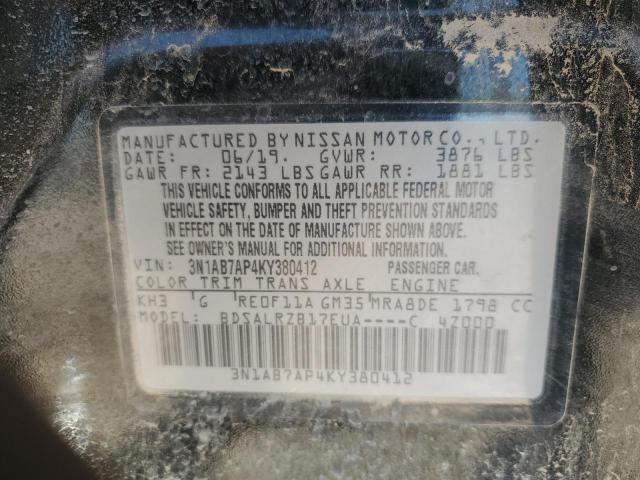 MANUFACTURED BY NISSAN MOTOR CO., LTD.
DATE: 06/19. GVWR: 3876 LBS
GAWR FR: 2143 LBS GAWR RR: 1881 LBS
THIS VEHICLE CONFORMS TO ALL APPLICABLE FEDERAL MOTOR
VEHICLE SAFETY, BUMPER AND THEFT PREVENTION STANDARDS
IN EFFECT ON THE DATE OF MANUFACTURE SHOWN ABOVE.
SEE OWNER'S MANUAL FOR ADDITIONAL INFORMATION.
VIN: 3N1AB7AP4KY380412 PASSENGER CAR.
COLOR TRIM TRANS AXLE ENGINE
KH3 G RE0F11A GM35 MRA8DE 1798 CC
MODEL: BDSALRZB17EUA----C 4Z000
3N1AB7AP4KY380412